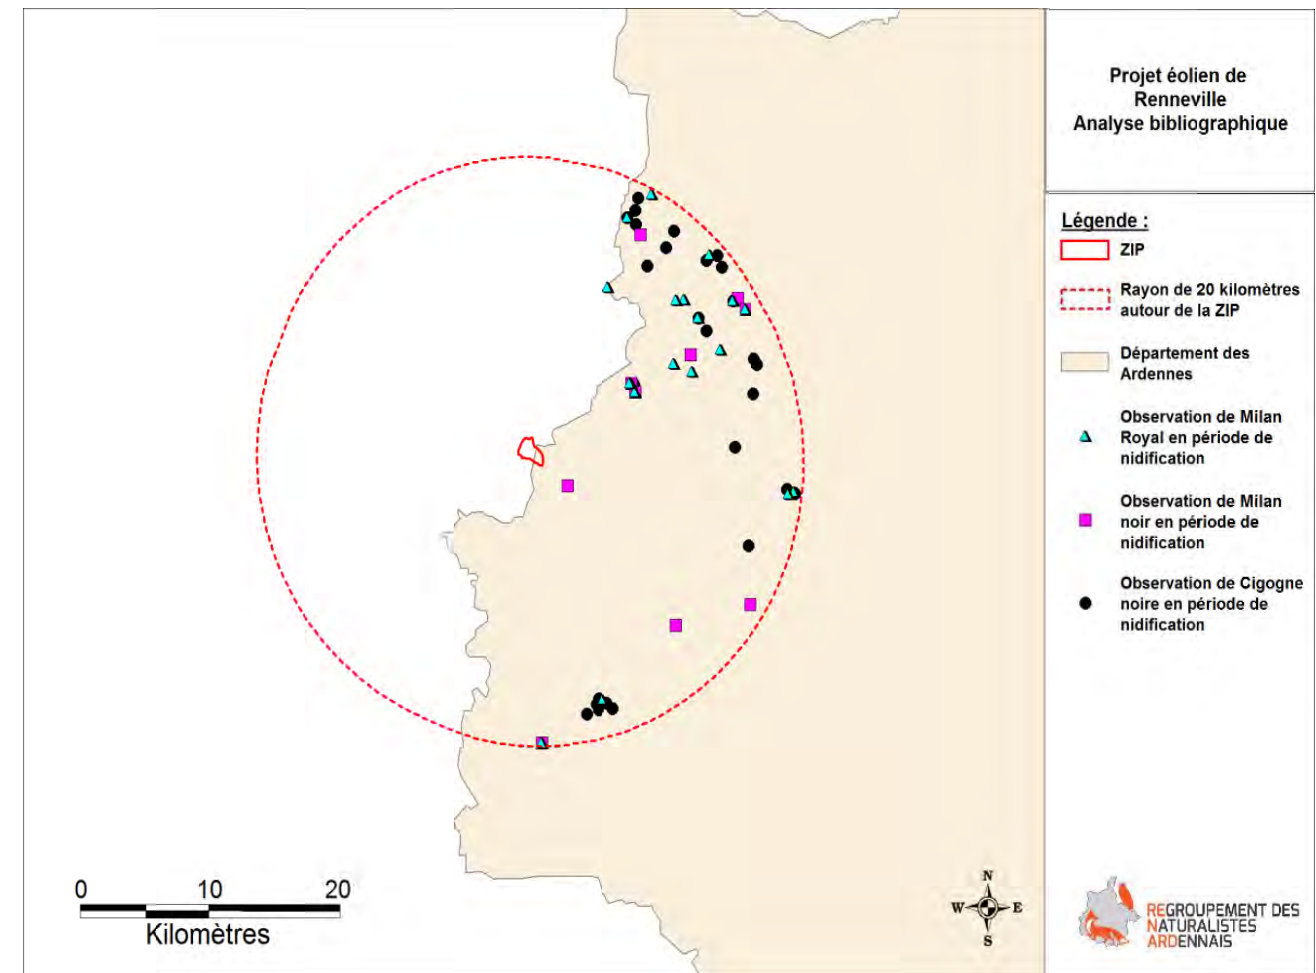 Projet éolien de
Renneville
Analyse bibliographique
Légende :
ZIP
Rayon de 20 kilomètres
autour de la ZIP
Département des
Ardennes
Observation de Milan
Royal en période de
nidification
Observation de Milan
noir en période de
nidification
Observation de Cigogne
noire en période de
nidification
0 10 20
Kilomètres
N
W E
S
REGROUPEMENT DES
NATURALISTES
ARDENNAIS